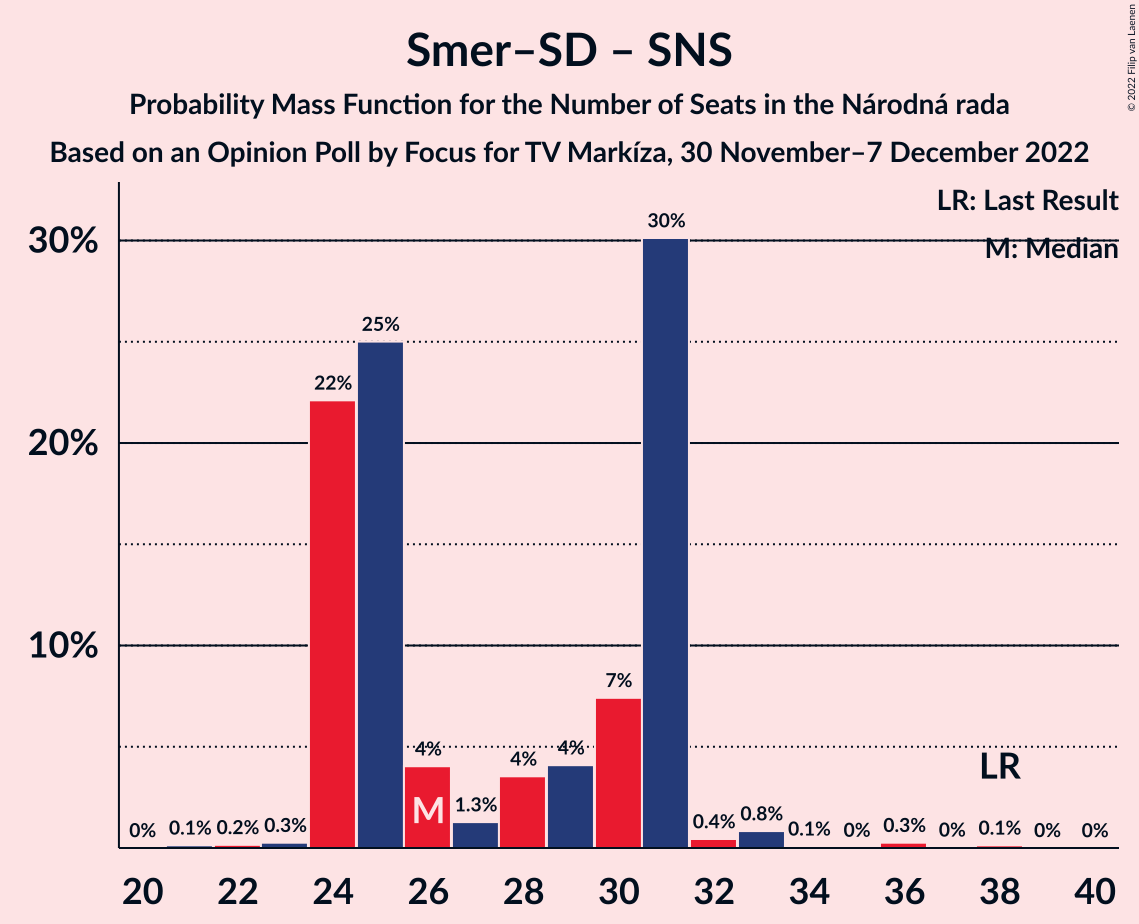 Smer–SD – SNS
Probability Mass Function for the Number of Seats in the Národná rada
Based on an Opinion Poll by Focus for TV Markíza, 30 November–7 December 2022
© 2022 Filip van Laenen
LR: Last Result
M: Median
30%
20%
10%
0% 0.1% 0.2% 0.3% 22% 25% 4% 1.3% 4% 4% 7% 30% 0.4% 0.8% 0.1% 0% 0.3% 0% 0.1% 0% 0%
M
LR
20 22 24 26 28 30 32 34 36 38 40